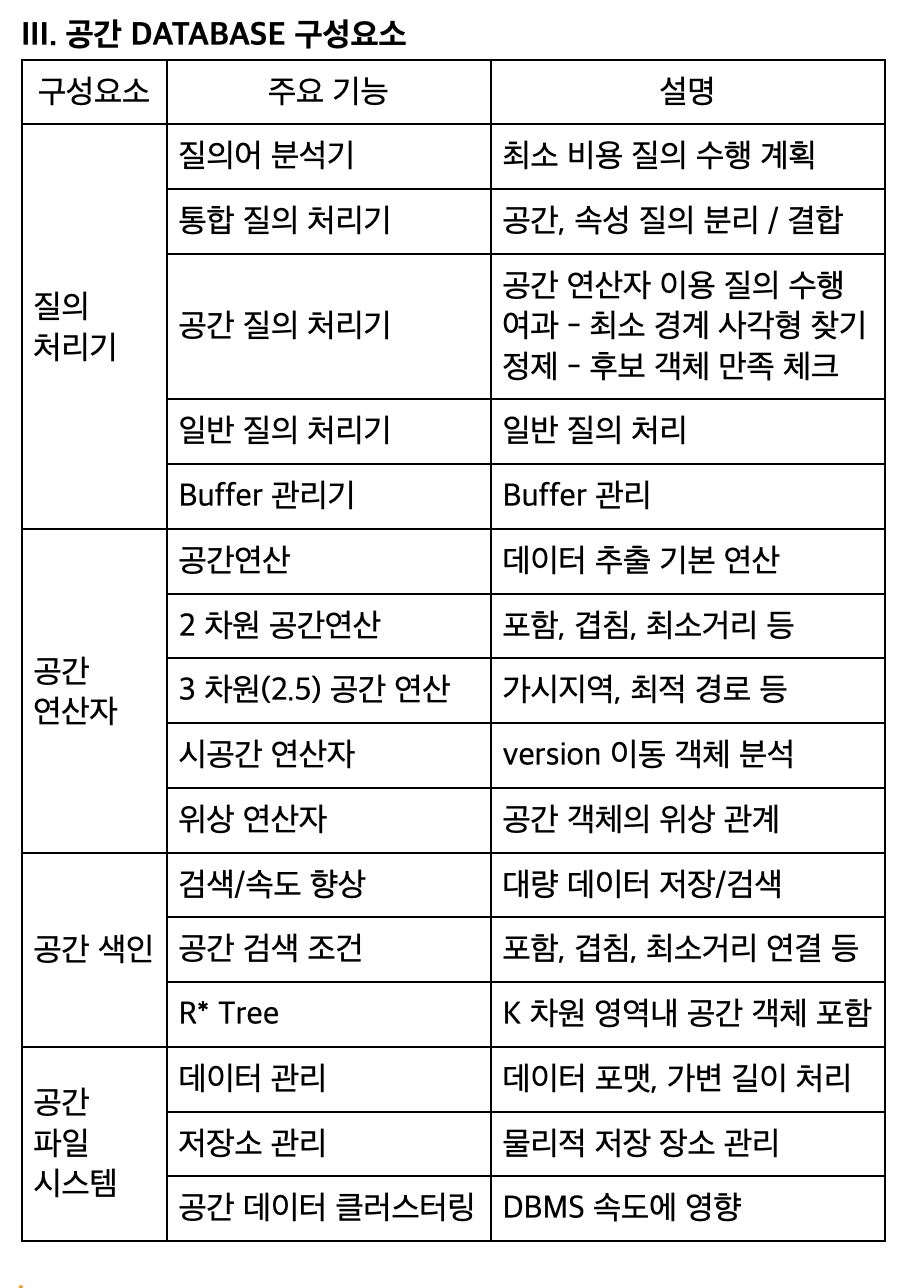 III. 공간 DATABASE 구성요소
구성요소 주요 기능 설명
질의
처리기
질의어 분석기 최소 비용 질의 수행 계획
통합 질의 처리기 공간, 속성 질의 분리 / 결합
공간 질의 처리기
공간 연산자 이용 질의 수행
여과 – 최소 경계 사각형 찾기
정제 – 후보 객체 만족 체크
일반 질의 처리기 일반 질의 처리
Buffer 관리기 Buffer 관리
공간
연산자
공간연산 데이터 추출 기본 연산
2 차원 공간연산 포함, 겹침, 최소거리 등
3 차원(2.5) 공간 연산 가시지역, 최적 경로 등
시공간 연산자 version 이동 객체 분석
위상 연산자 공간 객체의 위상 관계
공간 색인
검색/속도 향상 대량 데이터 저장/검색
공간 검색 조건 포함, 겹침, 최소거리 연결 등
R* Tree K 차원 영역내 공간 객체 포함
공간
파일
시스템
데이터 관리 데이터 포맷, 가변 길이 처리
저장소 관리 물리적 저장 장소 관리
공간 데이터 클러스터링 DBMS 속도에 영향